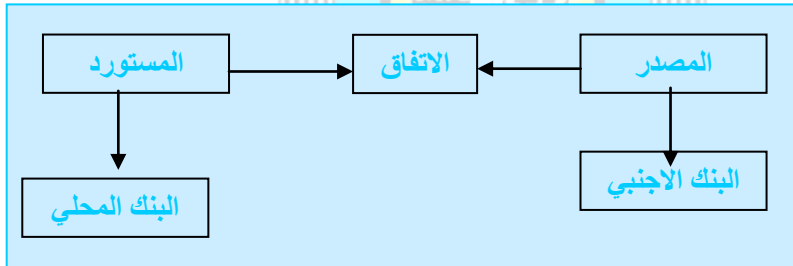 المصدر
الاتفاق
المستورد
البنك الاجنبي
البنك المحلي